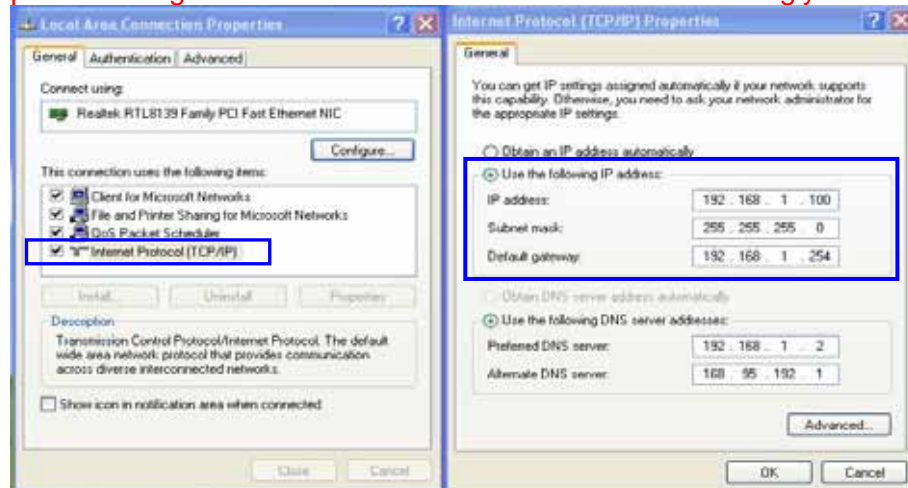 Local Area Connection Properties
General Authentication Advanced
Connect using:
Realtek RTL8139 Family PCI Fast Ethernet NIC
Configure...
This connection uses the following items:
Client for Microsoft Networks
File and Printer Sharing for Microsoft Networks
QoS Packet Scheduler
Internet Protocol (TCP/IP)
Install... Uninstall Properties
Description
Transmission Control Protocol/Internet Protocol. The default
wide area network protocol that provides communication
across diverse interconnected networks.
Show icon in notification area when connected
Close Cancel
Internet Protocol (TCP/IP) Properties
General
You can get IP settings assigned automatically if your network supports
this capability. Otherwise, you need to ask your network administrator for
the appropriate IP settings.
Obtain an IP address automatically
Use the following IP address:
IP address: 192 . 168 . 1 . 100
Subnet mask: 255 . 255 . 255 . 0
Default gateway: 192 . 168 . 1 . 254
Obtain DNS server address automatically
Use the following DNS server addresses:
Preferred DNS server: 192 . 168 . 1 . 2
Alternate DNS server: 168 . 95 . 192 . 1
Advanced...
OK Cancel